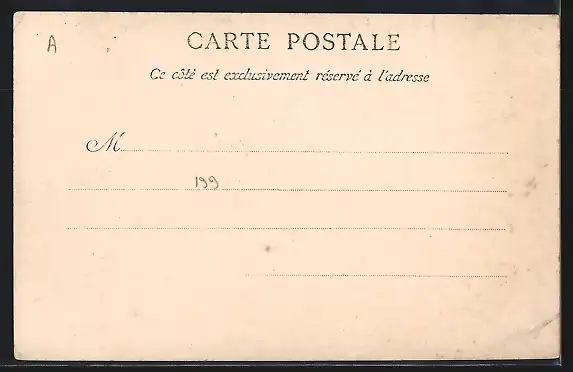 A
CARTE POSTALE
Ce côté est exclusivement réservé à l'adresse
M
199